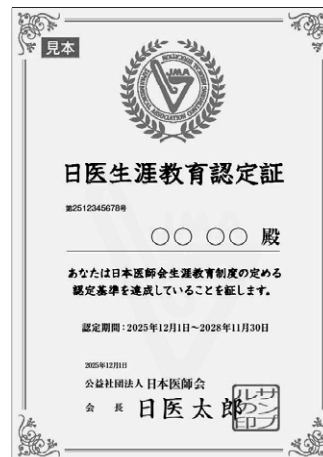 見本
JMA
日医生涯教育認定証
第2512345678号
○○ ○○ 殿
あなたは日本医師会生涯教育制度の定める
認定基準を達成していることを証します。
認定期間：2025年12月1日～2028年11月30日
2025年12月1日
公益社団法人 日本医師会
会 長 日医太郎
サンプルの印